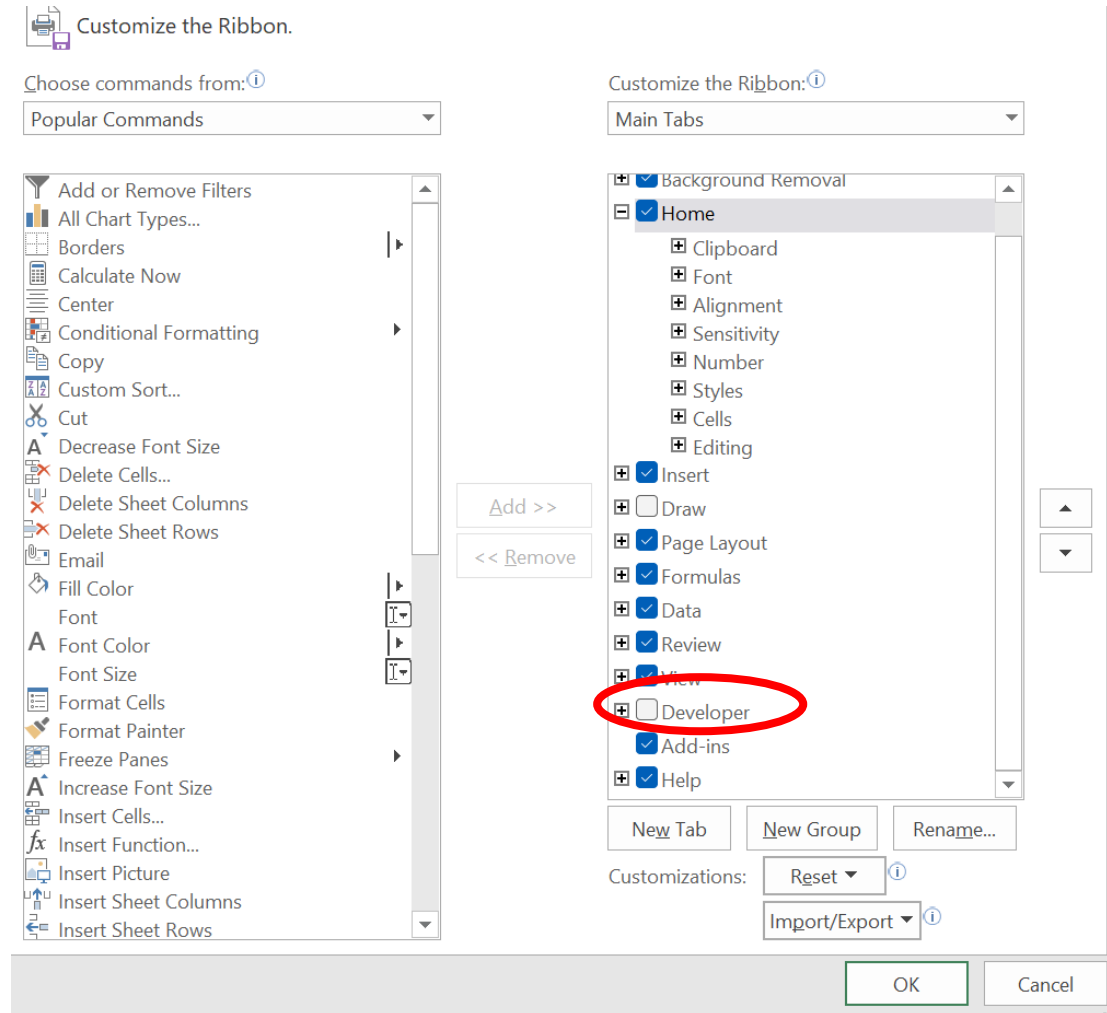 Customize the Ribbon.
Choose commands from:
Popular Commands
Add or Remove Filters
All Chart Types...
Borders
Calculate Now
Center
Conditional Formatting
Copy
Custom Sort...
Cut
Decrease Font Size
Delete Cells...
Delete Sheet Columns
Delete Sheet Rows
Email
Fill Color
Font
Font Color
Font Size
Format Cells
Format Painter
Freeze Panes
Increase Font Size
Insert Cells...
Insert Function...
Insert Picture
Insert Sheet Columns
Insert Sheet Rows
Add >>
<< Remove
Customize the Ribbon:
Main Tabs
Background Removal
Home
Clipboard
Font
Alignment
Sensitivity
Number
Styles
Cells
Editing
Insert
Draw
Page Layout
Formulas
Data
Review
View
Developer
Add-ins
Help
New Tab New Group Rename...
Customizations: Reset
Import/Export
OK Cancel